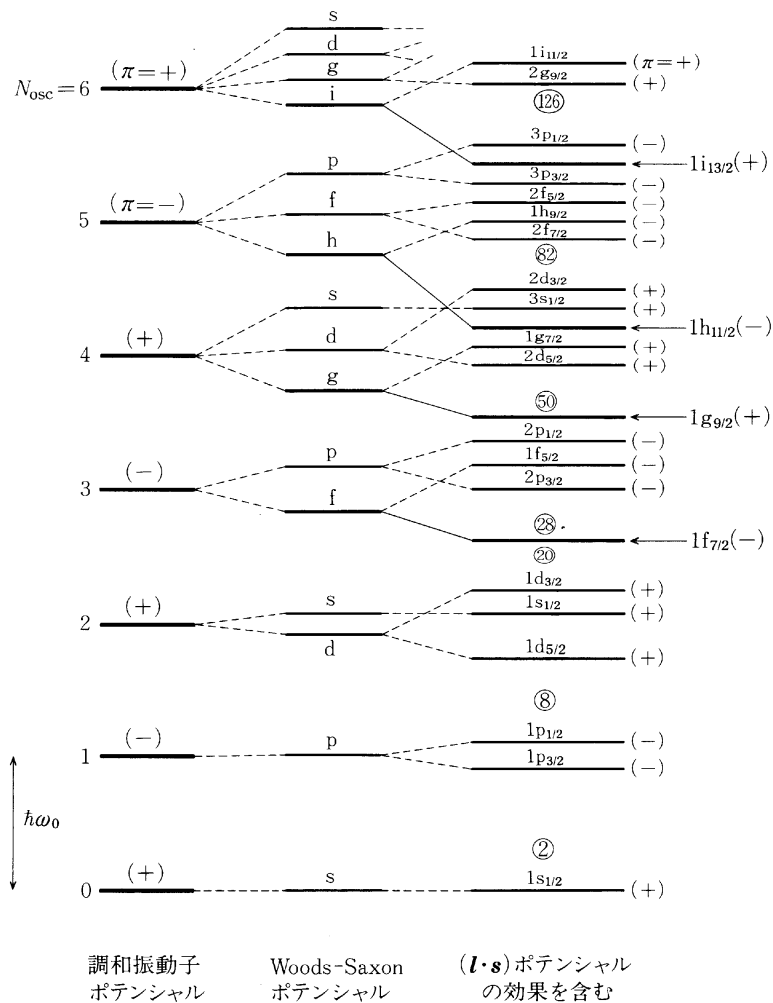 s
d
1i11/2
N_osc = 6 (π=+) g 2g9/2 (π=+)
i (+)
126
3p1/2 (−)
1i13/2(+)
p 3p3/2 (−)
(π=−) 2f5/2 (−)
5 f 1h9/2 (−)
h 2f7/2 (−)
82
2d3/2 (+)
s 3s1/2 (+)
(+) 1h11/2(−)
4 d 1g7/2 (+)
g 2d5/2 (+)
50
1g9/2(+)
2p1/2 (−)
p 1f5/2 (−)
3 (−) 2p3/2 (−)
f
28
1f7/2(−)
20
1d3/2 (+)
(+) s 1s1/2 (+)
2
d 1d5/2 (+)
8
(−) p 1p1/2 (−)
1 1p3/2 (−)
ħω0
2
(+) s 1s1/2 (+)
0
調和振動子 Woods-Saxon (l·s)ポテンシャル
ポテンシャル ポテンシャル の効果を含む